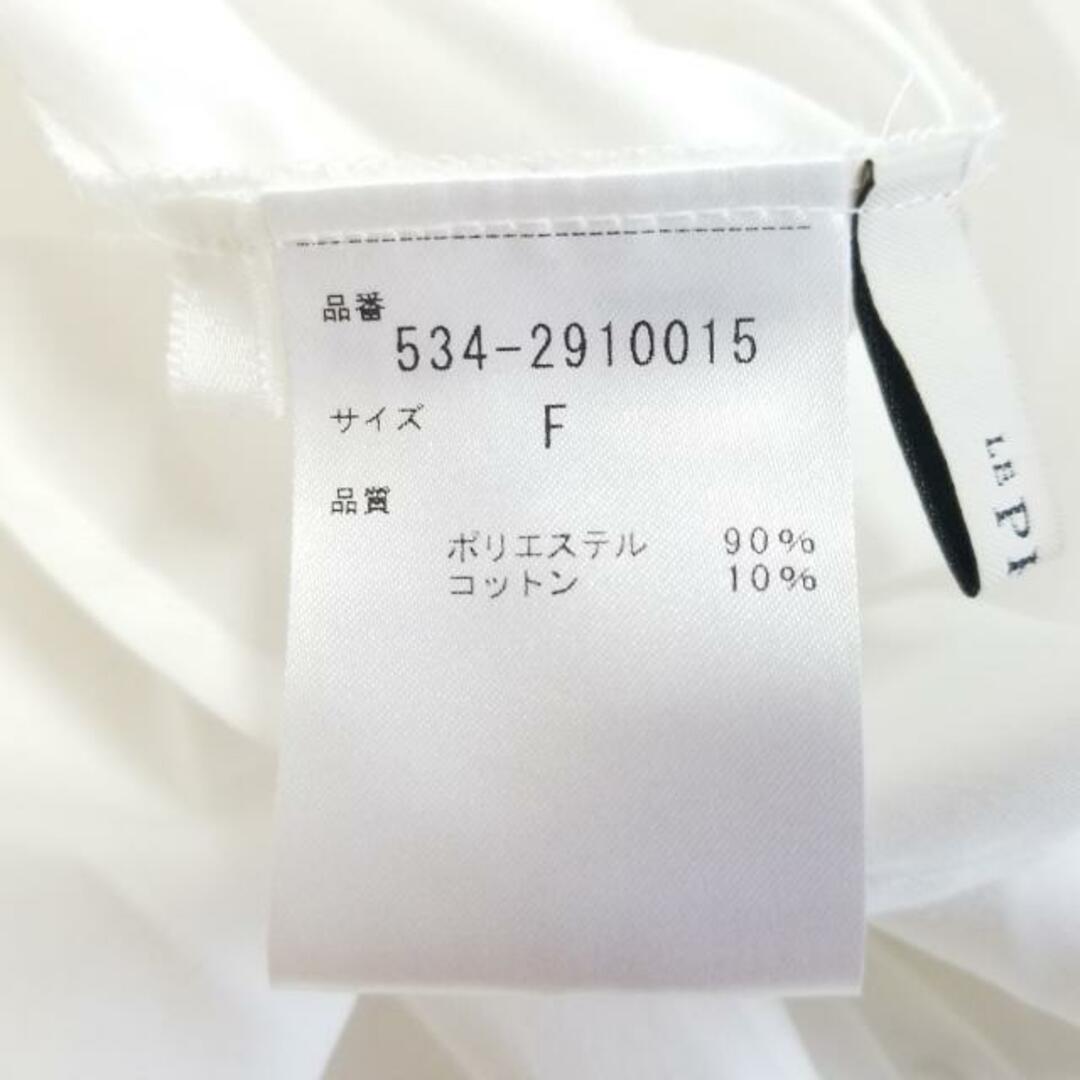 品番
534-2910015
サイズ F
品質
ポリエステル 90%
コットン 10%
LE